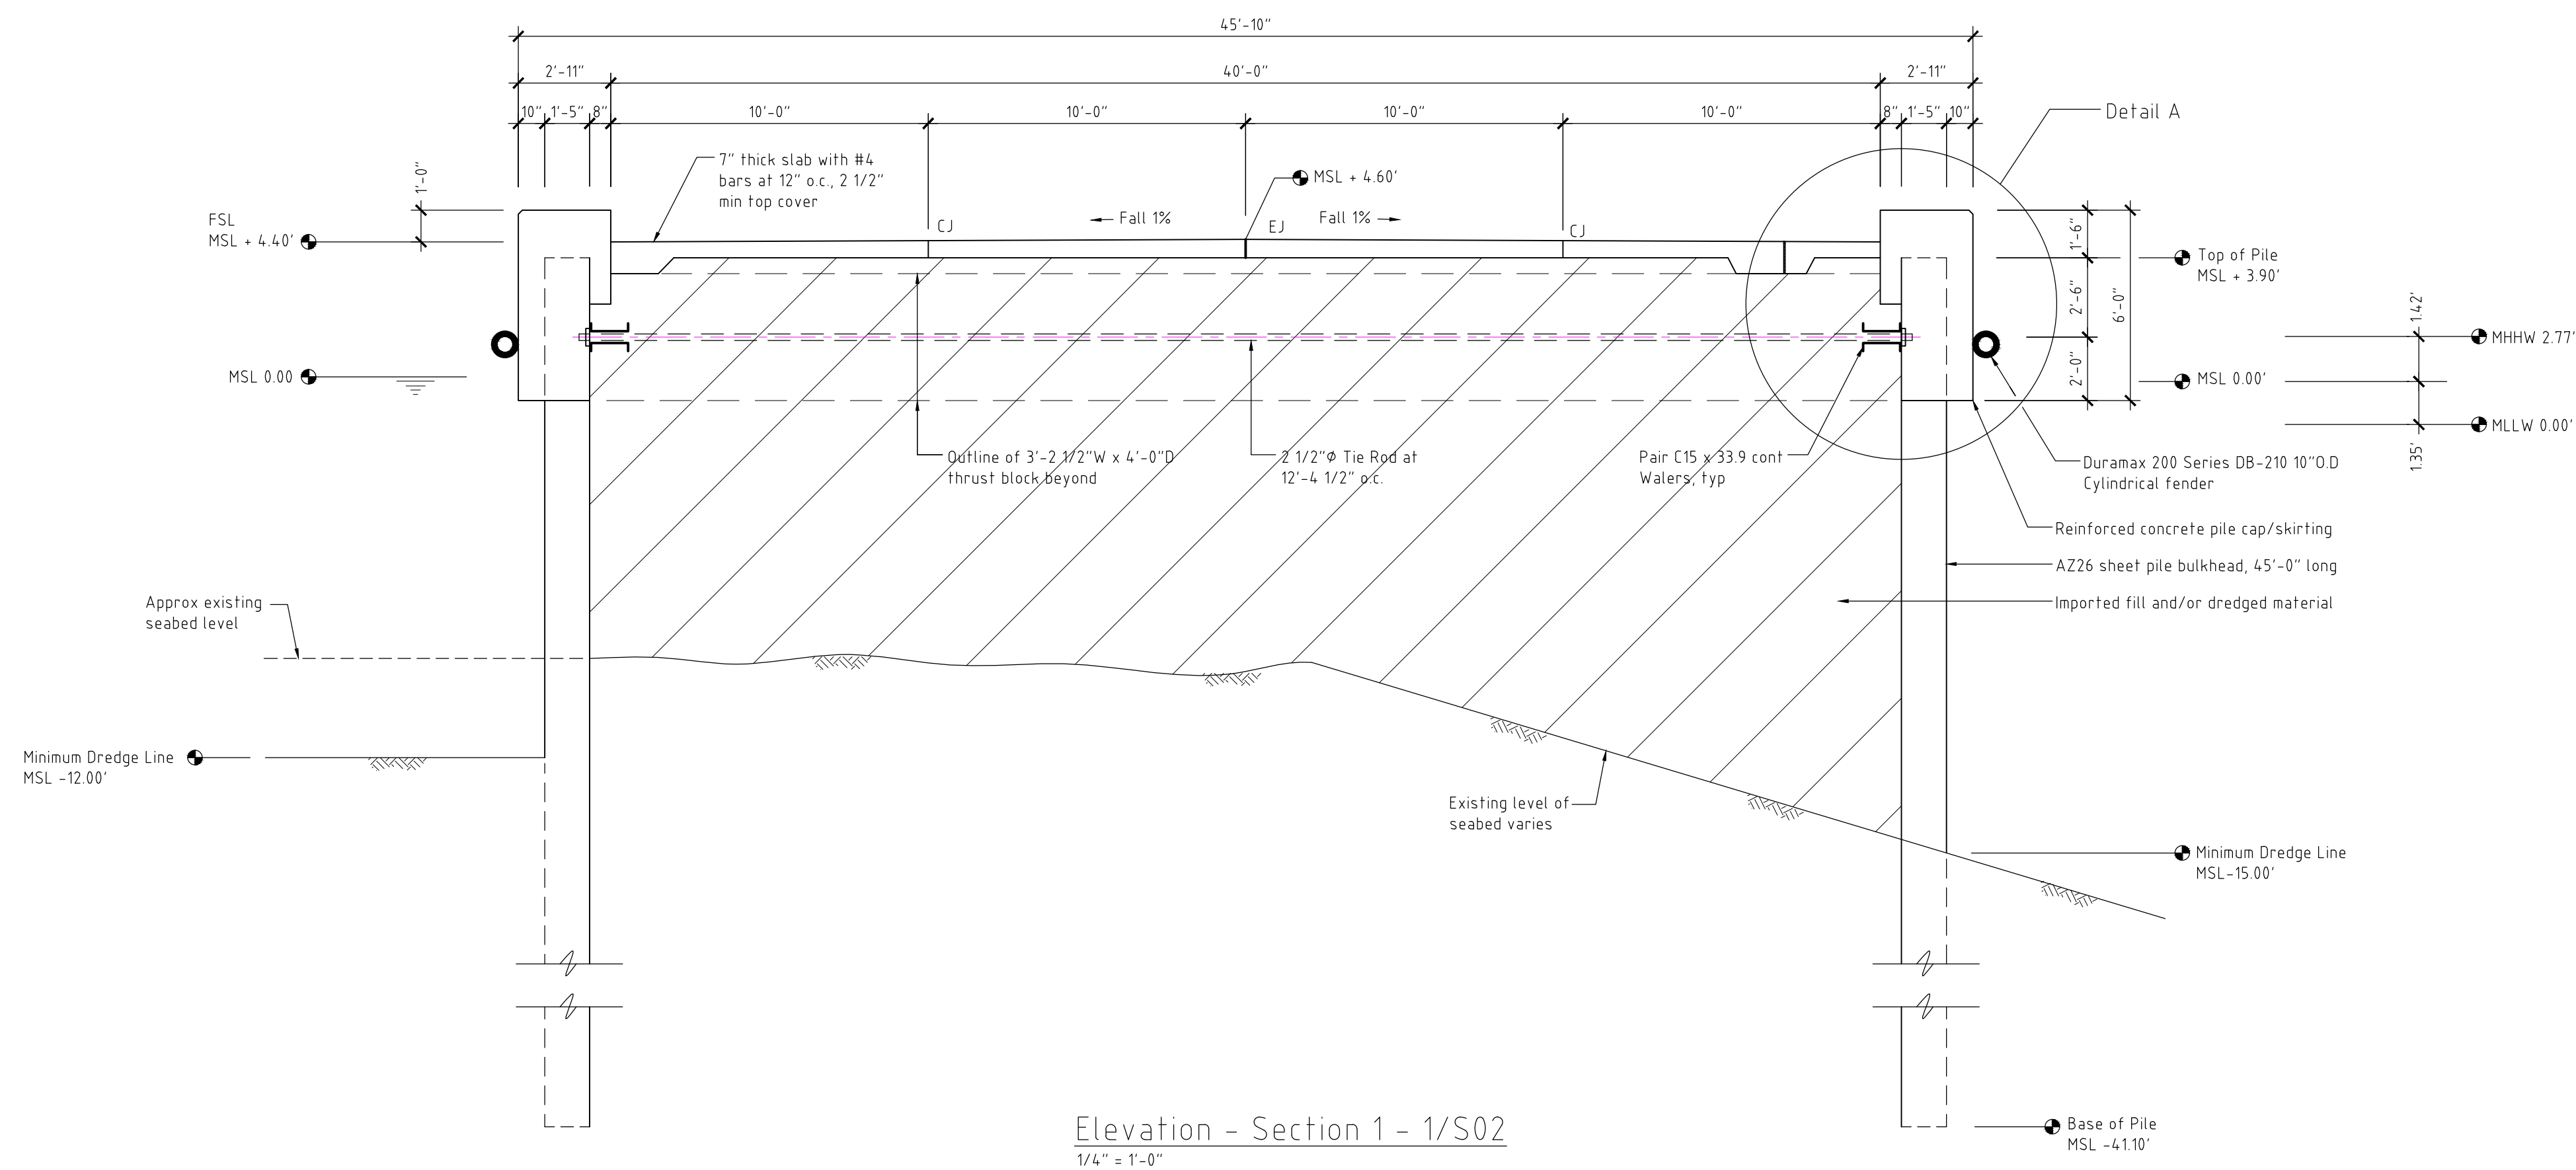 45'-10"
2'-11"
40'-0"
2'-11"
10"
1'-5"
8"
10'-0"
10'-0"
10'-0"
10'-0"
8"
1'-5"
10"
Detail A
7" thick slab with #4
bars at 12" o.c., 2 1/2"
min top cover
1'-0"
FSL
MSL + 4.40'
MSL + 4.60'
CJ
Fall 1%
EJ
Fall 1%
CJ
1'-6"
2'-6"
2'-0"
6'-0"
Top of Pile
MSL + 3.90'
1.42'
MHHW 2.77'
MSL 0.00
MSL 0.00'
MLLW 0.00'
1.35'
Outline of 3'-2 1/2"W x 4'-0"D
thrust block beyond
2 1/2"Ø Tie Rod at
12'-4 1/2" o.c.
Pair C15 x 33.9 cont
Walers, typ
Duramax 200 Series DB-210 10"O.D
Cylindrical fender
Reinforced concrete pile cap/skirting
AZ26 sheet pile bulkhead, 45'-0" long
Imported fill and/or dredged material
Approx existing
seabed level
Minimum Dredge Line
MSL -12.00'
Existing level of
seabed varies
Minimum Dredge Line
MSL-15.00'
Base of Pile
MSL -41.10'
Elevation - Section 1 - 1/S02
1/4" = 1'-0"